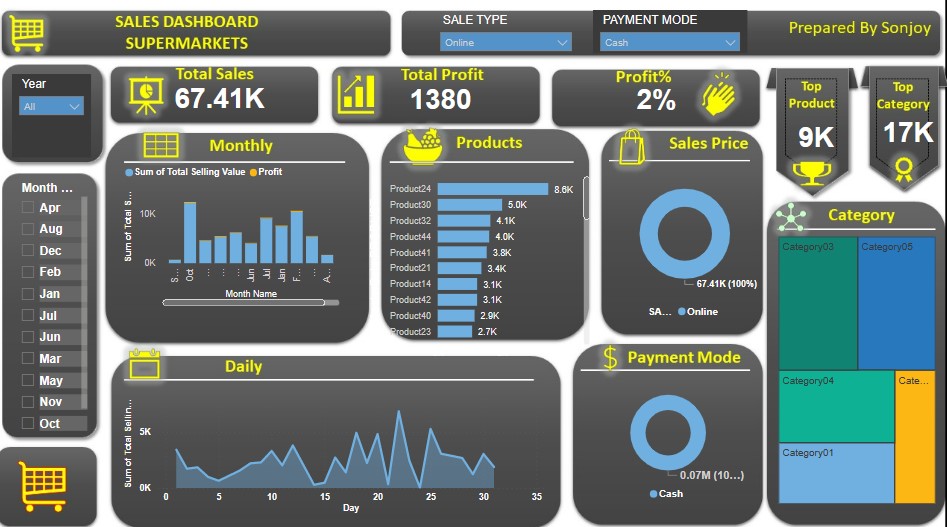 SALES DASHBOARD
SUPERMARKETS
SALE TYPE
Online
PAYMENT MODE
Cash
Prepared By Sonjoy
Year
All
Total Sales
67.41K
Total Profit
1380
Profit%
2%
Top
Product
9K
Top
Category
17K
Month ...
Apr
Aug
Dec
Feb
Jan
Jul
Jun
Mar
May
Nov
Oct
Monthly
Sum of Total Selling Value
Profit
Sum of Total S...
10K
0K
S...
Oct
...
...
...
Jun
Jul
Jan
F...
...
A...
Month Name
Products
Product24 8.6K
Product30 5.0K
Product32 4.1K
Product44 4.0K
Product41 3.8K
Product21 3.4K
Product14 3.1K
Product42 3.1K
Product40 2.9K
Product23 2.7K
Sales Price
67.41K (100%)
SA... Online
Category
Category03
Category05
Category04
Cate...
Category01
Daily
Sum of Total Sellin...
5K
0K
0 5 10 15 20 25 30 35
Day
$ Payment Mode
0.07M (10...)
Cash